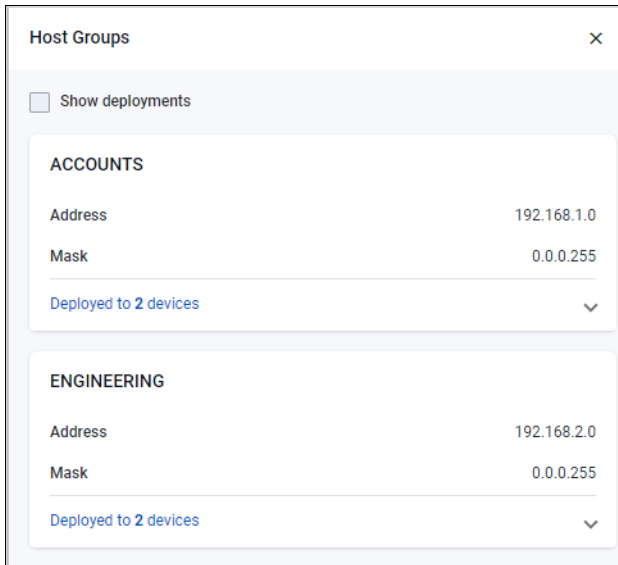 Host Groups
Show deployments
ACCOUNTS
Address 192.168.1.0
Mask 0.0.0.255
Deployed to 2 devices
ENGINEERING
Address 192.168.2.0
Mask 0.0.0.255
Deployed to 2 devices